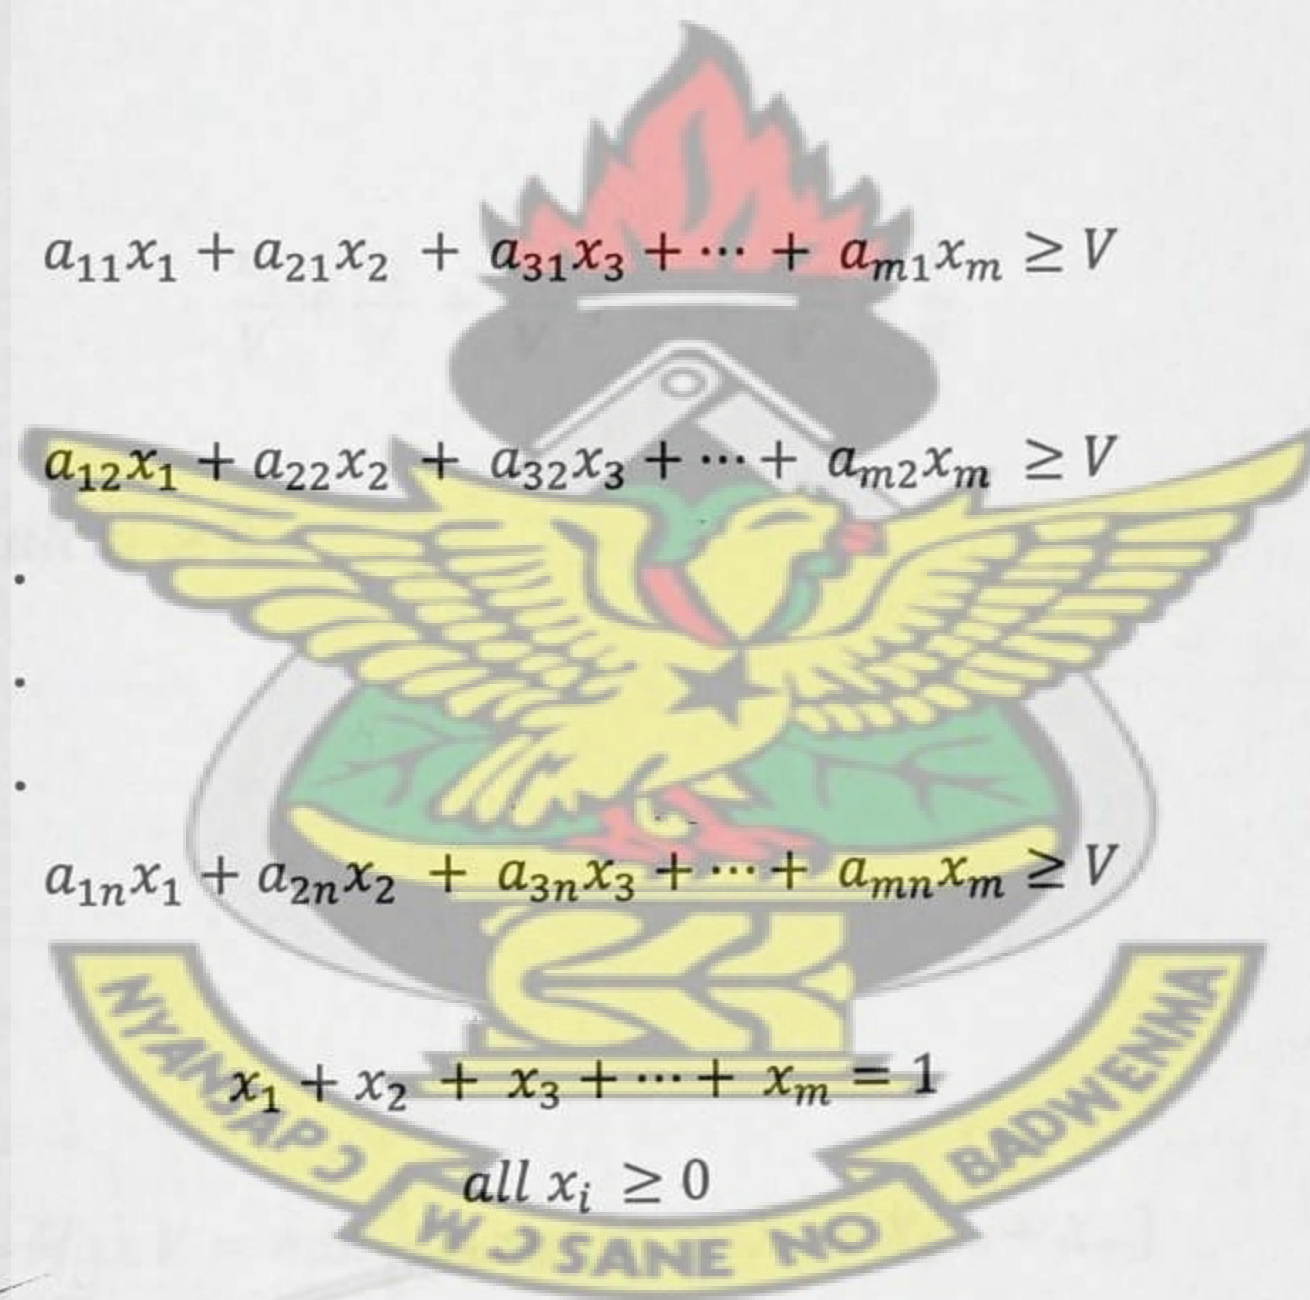 a₁₁x₁ + a₂₁x₂ + a₃₁x₃ + ⋯ + aₘ₁xₘ ≥ V
a₁₂x₁ + a₂₂x₂ + a₃₂x₃ + ⋯ + aₘ₂xₘ ≥ V
.
.
.
a₁ₙx₁ + a₂ₙx₂ + a₃ₙx₃ + ⋯ + aₘₙxₘ ≥ V
x₁ + x₂ + x₃ + ⋯ + xₘ = 1
all xᵢ ≥ 0
NYANSAPƆ
WƆSANE NO
BADWENMA